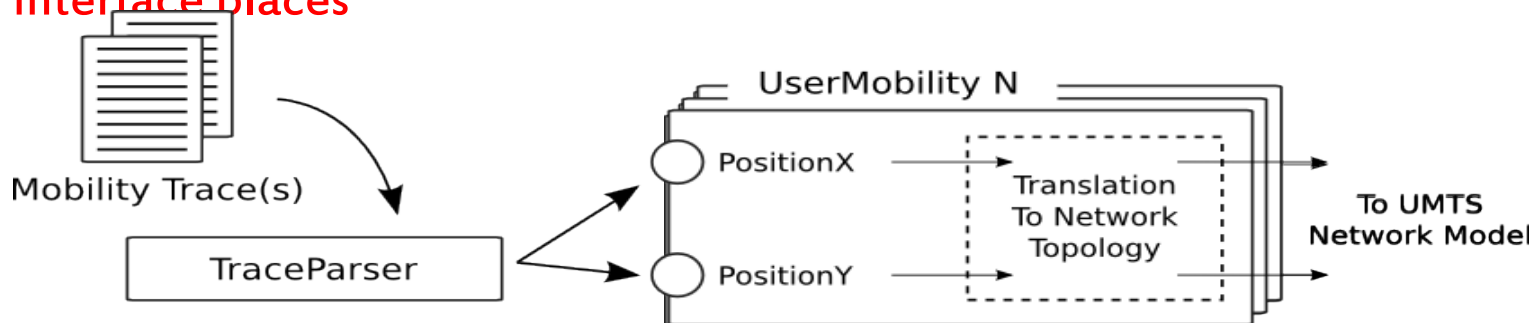 interface places
UserMobility N
PositionX
Mobility Trace(s)
Translation
To Network
Topology
To UMTS
Network Model
TraceParser
PositionY